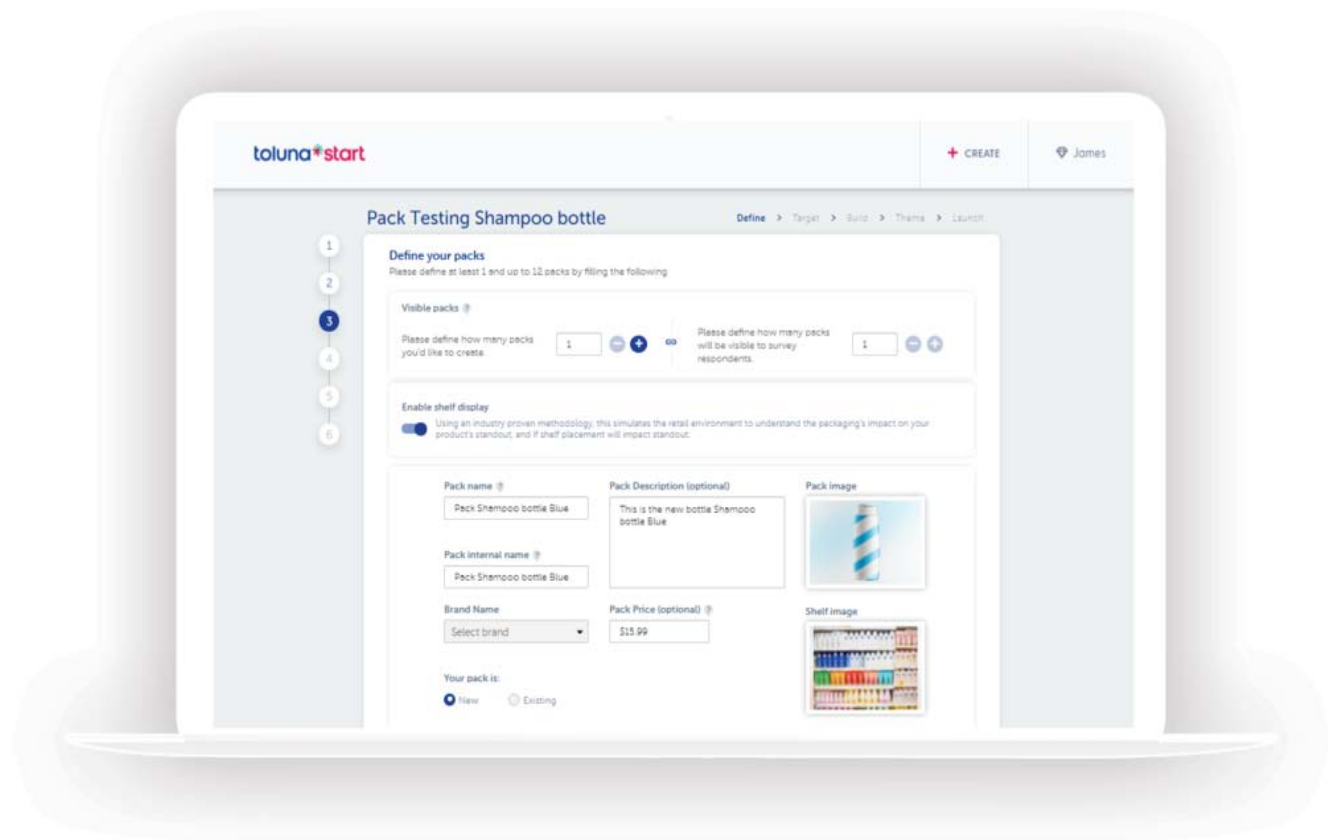 toluna*start
+ CREATE
James
Pack Testing Shampoo bottle
Define > Target > Build > Theme > Launch
1
2
3
4
5
6
Define your packs
Please define at least 1 and up to 12 packs by filling the following
Visible packs ?
Please define how many packs
you'd like to create.
1
Please define how many packs
will be visible to survey
respondents.
1
Enable shelf display
Using an industry proven methodology, this simulates the retail environment to understand the packaging's impact on your
product's standout, and if shelf placement will impact standout.
Pack name ?
Pack Shampoo bottle Blue
Pack internal name ?
Pack Shampoo bottle Blue
Brand Name
Select brand
Your pack is:
New
Existing
Pack Description (optional)
This is the new bottle Shampoo
bottle Blue
Pack Price (optional) ?
$15.99
Pack image
Shelf image